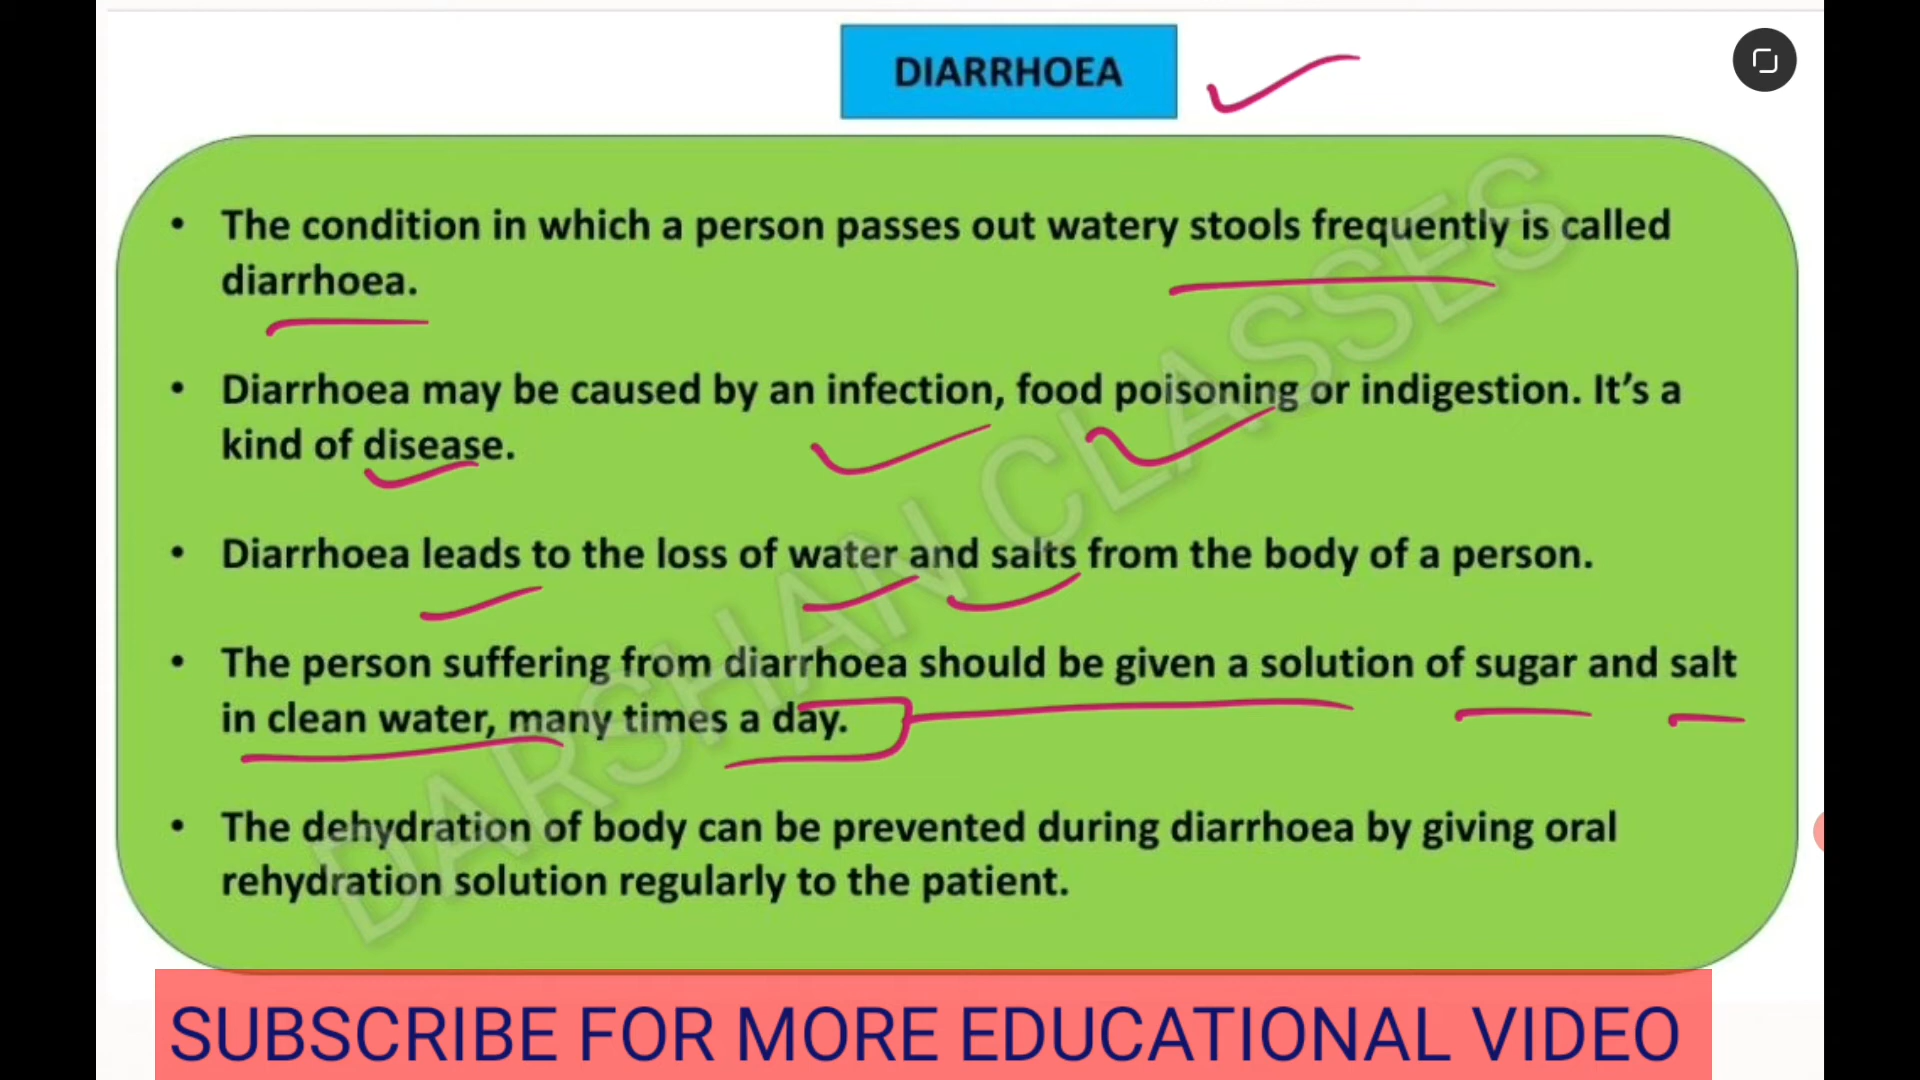 DIARRHOEA
• The condition in which a person passes out watery stools frequently is called
diarrhoea.
• Diarrhoea may be caused by an infection, food poisoning or indigestion. It’s a
kind of disease.
• Diarrhoea leads to the loss of water and salts from the body of a person.
• The person suffering from diarrhoea should be given a solution of sugar and salt
in clean water, many times a day.
• The dehydration of body can be prevented during diarrhoea by giving oral
rehydration solution regularly to the patient.
DARSHAN CLASSES
SUBSCRIBE FOR MORE EDUCATIONAL VIDEO